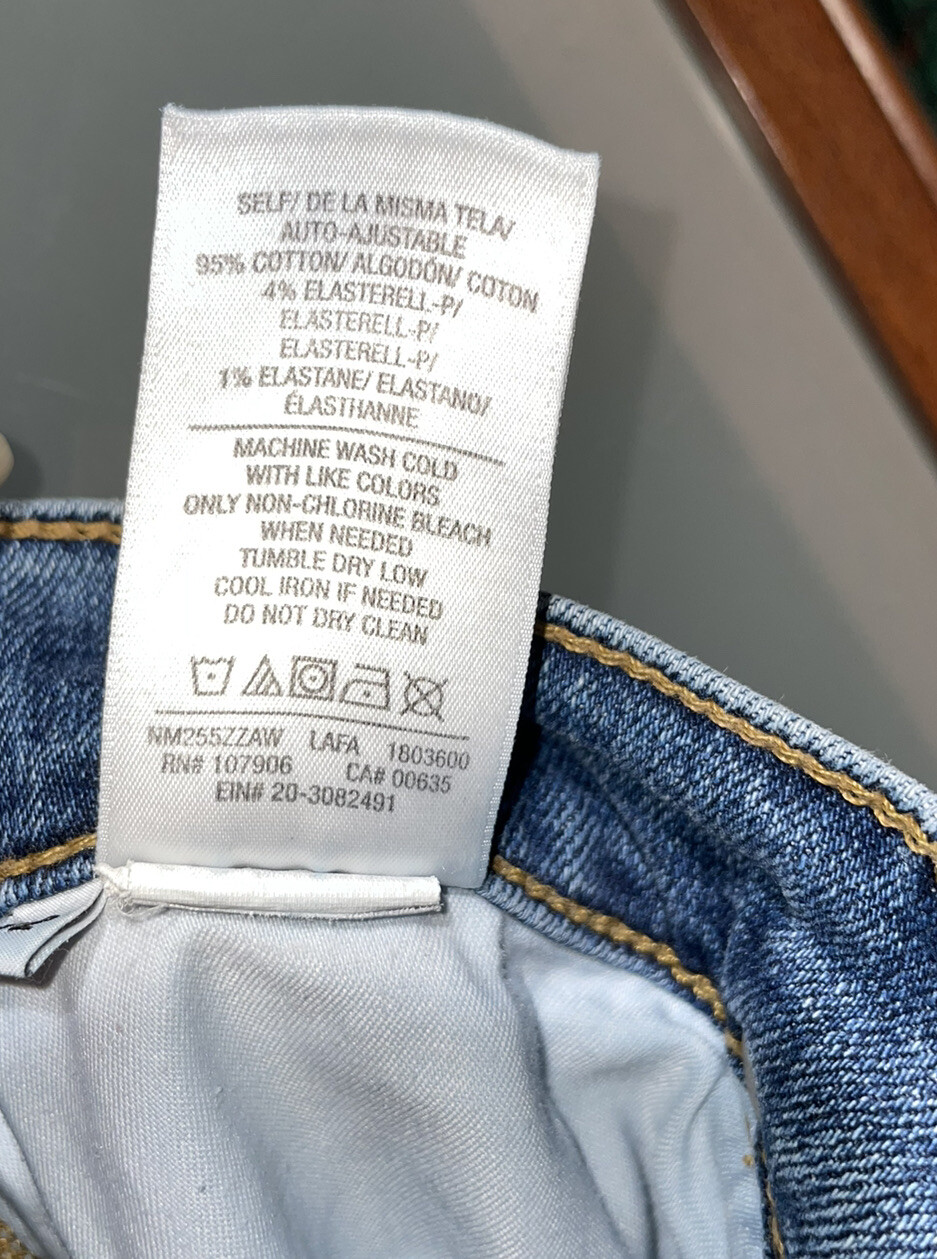 SELF/ DE LA MISMA TELA/
AUTO-AJUSTABLE
95% COTTON/ ALGODÓN/ COTON
4% ELASTERELL-P/
ELASTERELL-P/
ELASTERELL-P/
1% ELASTANE/ ELASTANO/
ÉLASTHANNE
MACHINE WASH COLD
WITH LIKE COLORS
ONLY NON-CHLORINE BLEACH
WHEN NEEDED
TUMBLE DRY LOW
COOL IRON IF NEEDED
DO NOT DRY CLEAN
NM255ZZAW LAFA 1803600
RN# 107906 CA# 00635
EIN# 20-3082491